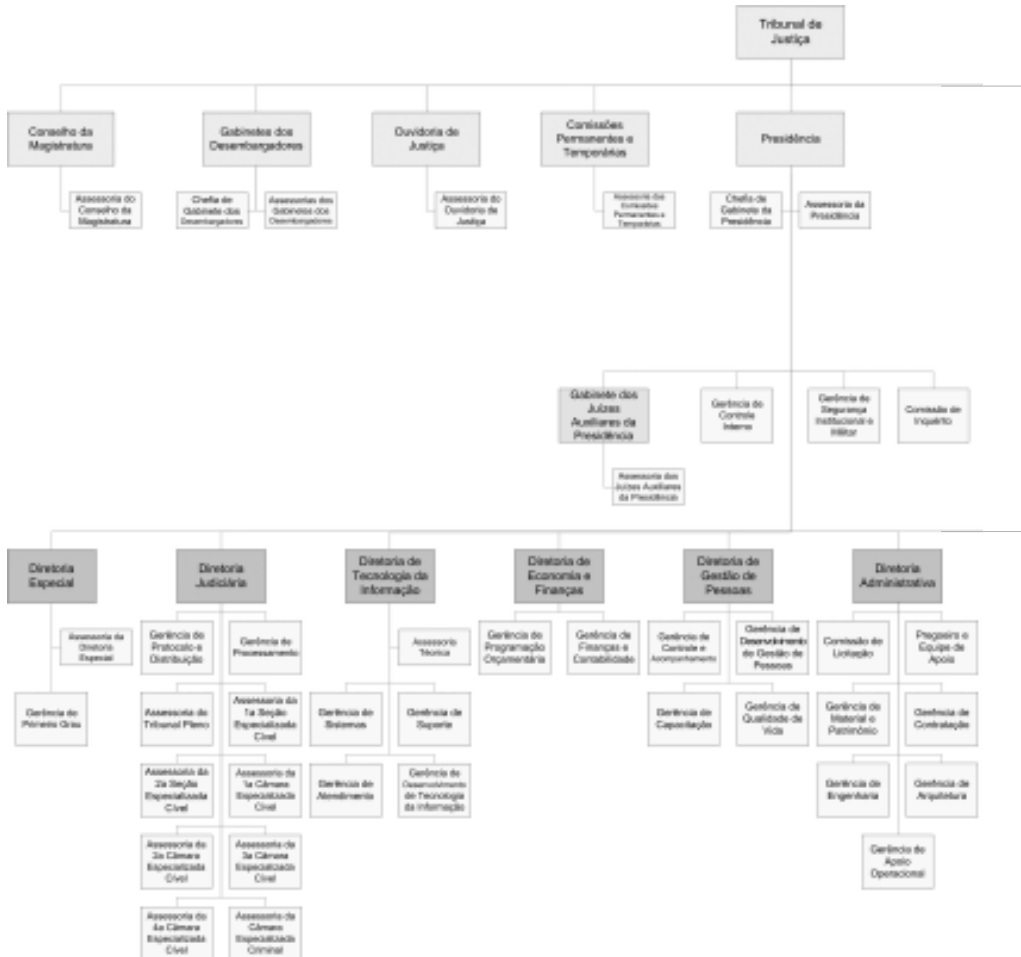 Tribunal de
Justiça
Conselho da
Magistratura
Gabinetes dos
Desembargadores
Ouvidoria de
Justiça
Comissões
Permanentes e
Temporárias
Presidência
Assessoria do
Conselho da
Magistratura
Chefia de
Gabinete dos
Desembargadores
Assessorias dos
Gabinetes dos
Desembargadores
Assessoria do
Ouvidoria de
Justiça
Assessoria das
Comissões
Permanentes e
Temporárias
Chefia de
Gabinete da
Presidência
Assessoria da
Presidência
Gabinete dos
Juízes
Auxiliares da
Presidência
Gerência de
Controle
Interno
Gerência de
Segurança
Institucional e
Militar
Comissão de
Inquérito
Assessoria dos
Juízes Auxiliares
da Presidência
Diretoria
Especial
Diretoria
Judiciária
Diretoria de
Tecnologia da
Informação
Diretoria de
Economia e
Finanças
Diretoria de
Gestão de
Pessoas
Diretoria
Administrativa
Assessoria da
Diretoria
Especial
Gerência de
Primeiro Grau
Gerência de
Protocolo e
Distribuição
Gerência de
Processamento
Assessoria do
Tribunal Pleno
Assessoria da
1a Seção
Especializada
Cível
Assessoria da
2a Seção
Especializada
Cível
Assessoria da
1a Câmara
Especializada
Cível
Assessoria da
2a Câmara
Especializada
Cível
Assessoria da
3a Câmara
Especializada
Cível
Assessoria da
4a Câmara
Especializada
Cível
Assessoria da
Câmara
Especializada
Criminal
Assessoria
Técnica
Gerência de
Sistemas
Gerência de
Suporte
Gerência de
Atendimento
Gerência de
Desenvolvimento
de Tecnologia
da Informação
Gerência de
Programação
Orçamentária
Gerência de
Finanças e
Contabilidade
Gerência de
Controle e
Acompanhamento
Gerência de
Desenvolvimento
de Gestão de
Pessoas
Gerência de
Capacitação
Gerência de
Qualidade de
Vida
Comissão de
Licitação
Pregoeiro e
Equipe de
Apoio
Gerência de
Material e
Patrimônio
Gerência de
Contratação
Gerência de
Engenharia
Gerência de
Arquitetura
Gerência de
Apoio
Operacional